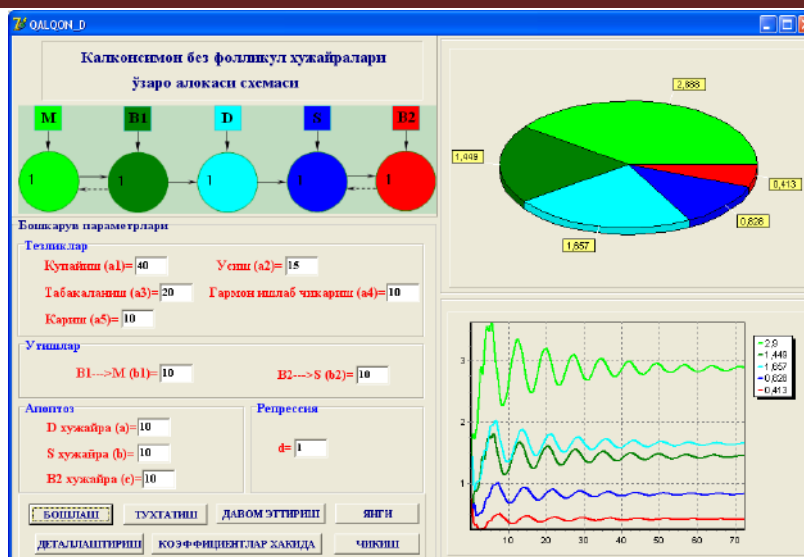 QALQON_D
Калконсимон без фолликул хужайралари
ўзаро алокаси схемаси
M B1 D S B2
1 1 1 1 1
Бошкарув параметрлари
Тезликлар
Купайиш (a1)= 40 Усиш (a2)= 15
Табакаланиш (a3)= 20 Гармон ишлаб чикариш (a4)= 10
Кариш (a5)= 10
Утишлар
B1--->M (b1)= 10 B2--->S (b2)= 10
Апоптоз Репрессия
D хужайра (a)= 10
S хужайра (b)= 10 d= 1
B2 хужайра (c)= 10
БОШЛАШ ТУХТАТИШ ДАВОМ ЭТТИРИШ ЯНГИ
ДЕТАЛЛАШТИРИШ КОЭФФИЦИЕНТЛАР ХАКИДА ЧИКИШ
2,888
1,449
0,413
0,828
1,657
3
2
1
10 20 30 40 50 60 70
2,9
1,449
1,657
0,828
0,413